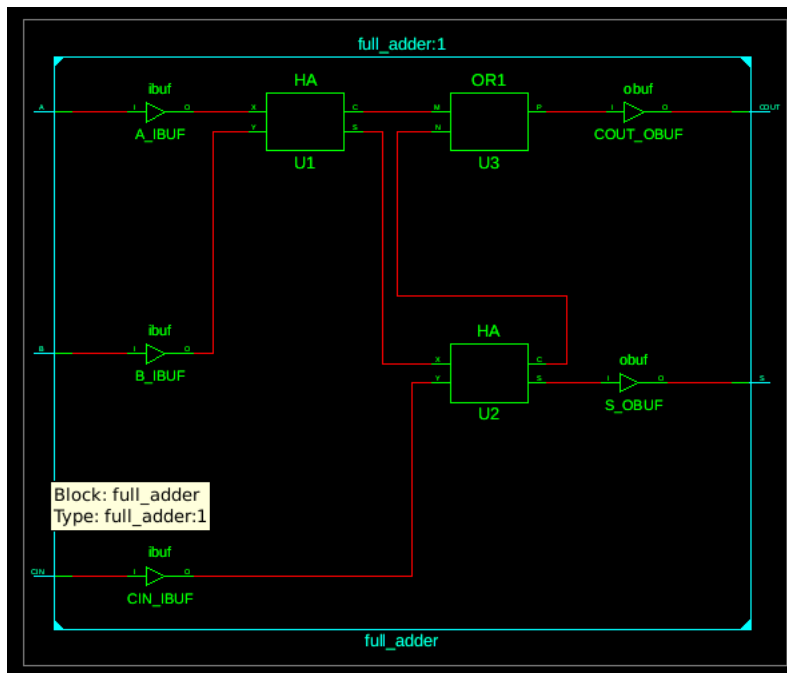 full_adder:1
ibuf
HA
OR1
obuf
A
I
O
X
C
M
P
I
O
COUT
Y
S
N
A_IBUF
U1
U3
COUT_OBUF
ibuf
HA
B
I
O
B_IBUF
X
C
obuf
Y
S
I
O
S
U2
S_OBUF
Block: full_adder
Type: full_adder:1
ibuf
CIN
I
O
CIN_IBUF
full_adder